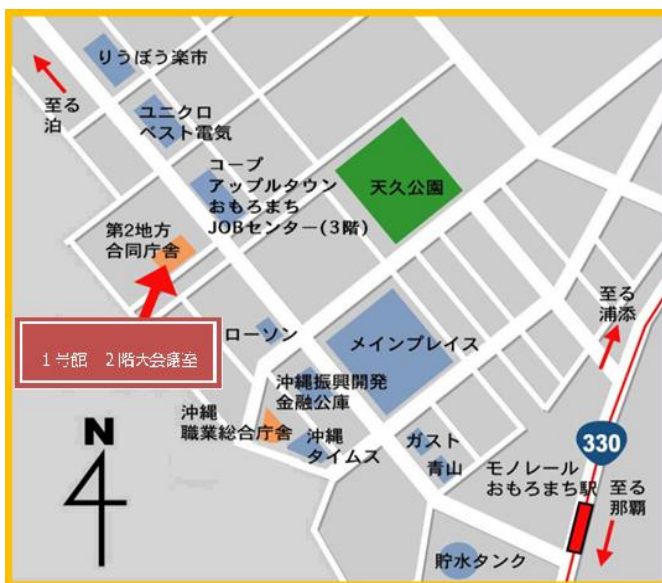 りうぼう楽市
至る
泊
ユニクロ
ベスト電気
コープ
アップルタウン
おもろまち
JOBセンター(3階)
天久公園
第2地方
合同庁舎
至る
浦添
1号館 2階大会議室
ローソン
メインプレイス
沖縄振興開発
金融公庫
沖縄
職業総合庁舎
沖縄
タイムス
ガスト
青山
330
N
モノレール
おもろまち駅
至る
那覇
貯水タンク